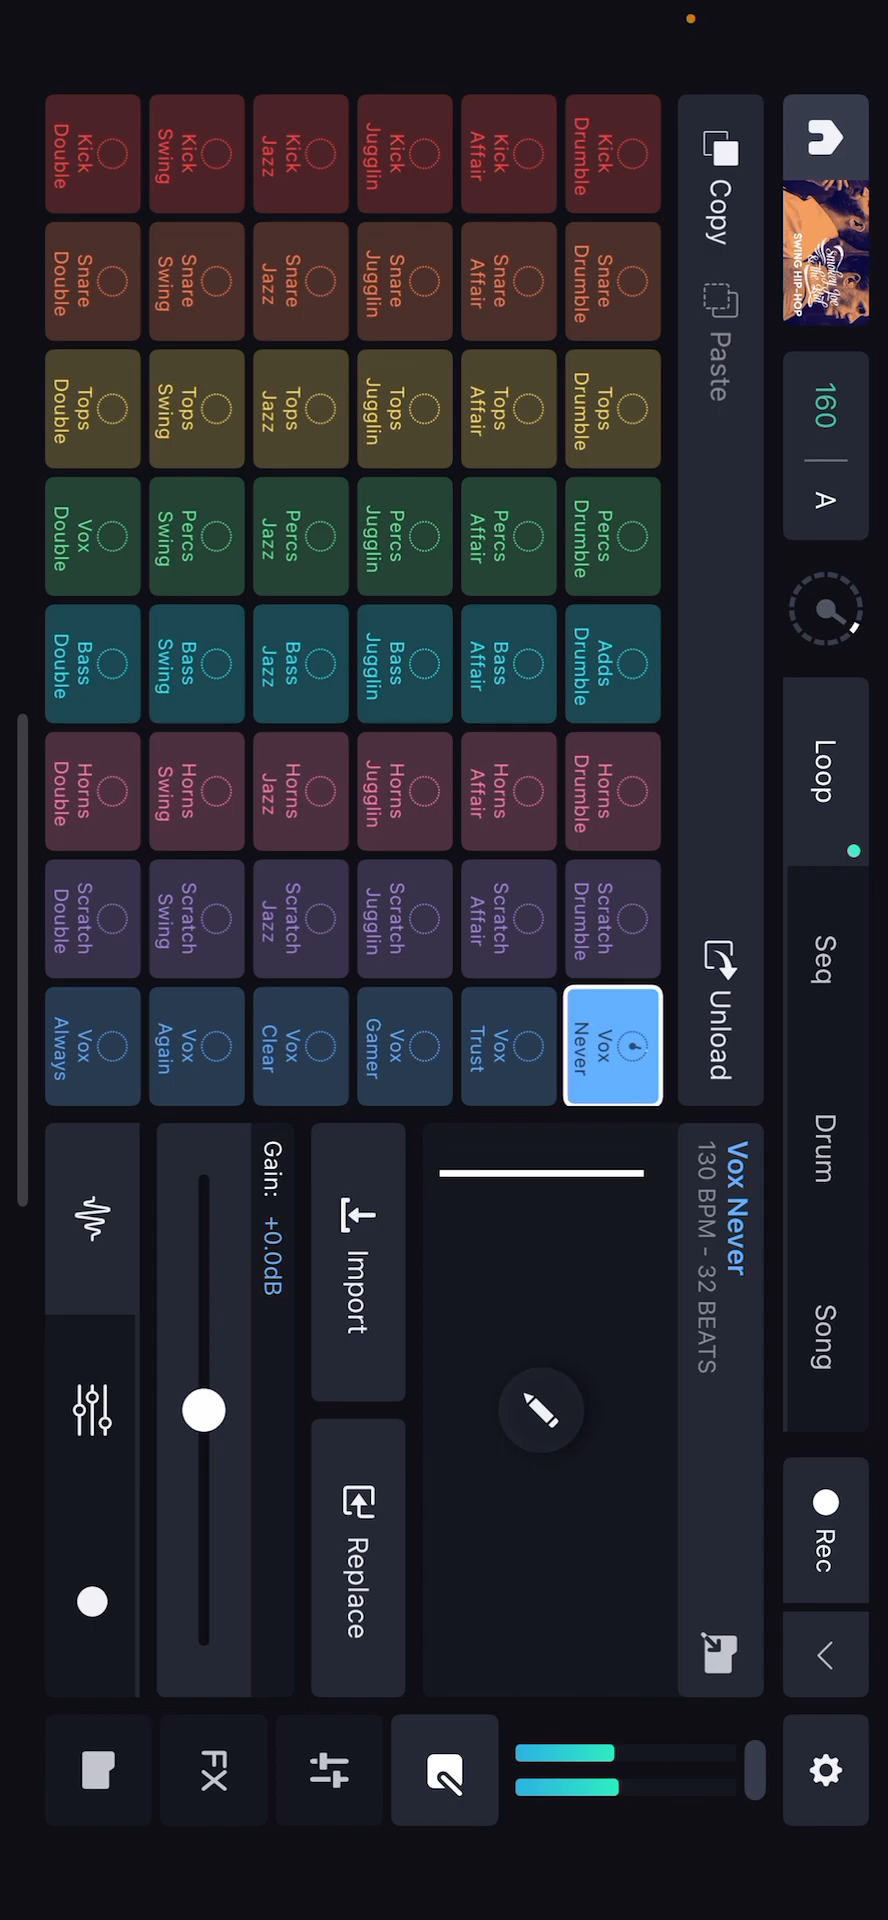 Smokey Joe
& The Kid
SWING HIP-HOP
160
A
Loop
Seq
Drum
Song
Rec
Copy
Paste
Unload
Vox Never
130 BPM - 32 BEATS
Kick
Drumble
Snare
Drumble
Tops
Drumble
Percs
Drumble
Adds
Drumble
Horns
Drumble
Scratch
Drumble
Vox
Never
Kick
Affair
Snare
Affair
Tops
Affair
Percs
Affair
Bass
Affair
Horns
Affair
Scratch
Affair
Vox
Trust
Kick
Jugglin
Snare
Jugglin
Tops
Jugglin
Percs
Jugglin
Bass
Jugglin
Horns
Jugglin
Scratch
Jugglin
Vox
Gamer
Import
Replace
Kick
Jazz
Snare
Jazz
Tops
Jazz
Percs
Jazz
Bass
Jazz
Horns
Jazz
Scratch
Jazz
Vox
Clear
Gain: +0.0dB
Kick
Swing
Snare
Swing
Tops
Swing
Percs
Swing
Bass
Swing
Horns
Swing
Scratch
Swing
Vox
Again
FX
Kick
Double
Snare
Double
Tops
Double
Vox
Double
Bass
Double
Horns
Double
Scratch
Double
Vox
Always